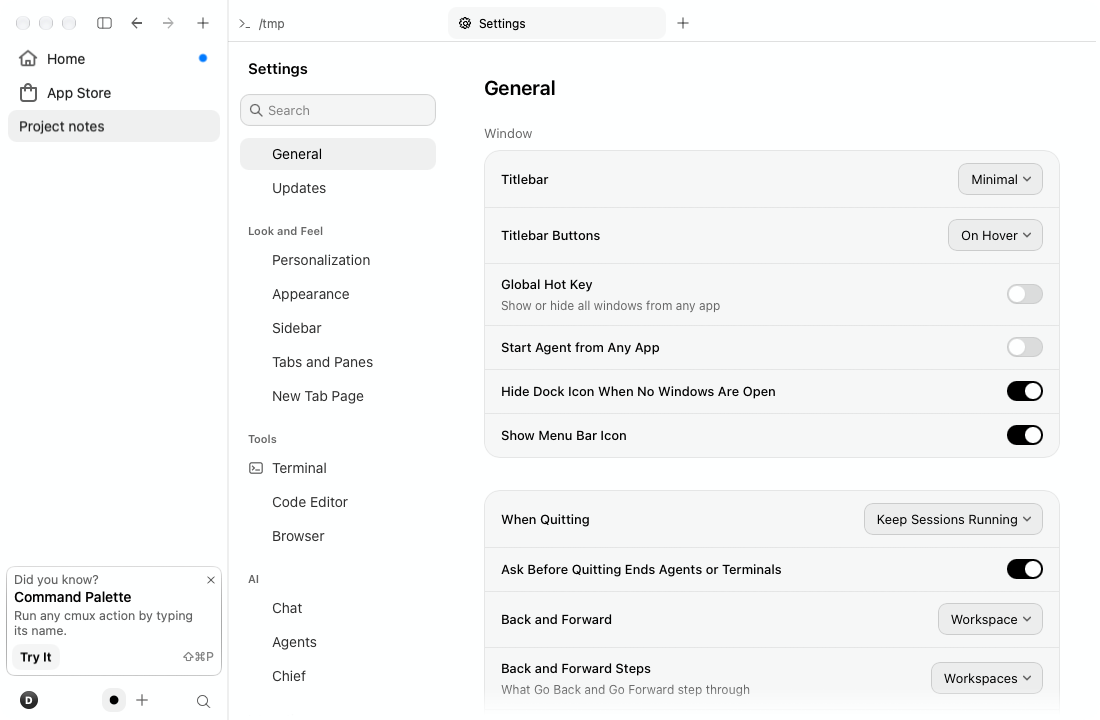 /tmp
Settings
Home
App Store
Project notes
Did you know?
Command Palette
Run any cmux action by typing
its name.
Try It
⇧⌘P
D
Settings
Search
General
Updates
Look and Feel
Personalization
Appearance
Sidebar
Tabs and Panes
New Tab Page
Tools
Terminal
Code Editor
Browser
AI
Chat
Agents
Chief
General
Window
Titlebar
Minimal
Titlebar Buttons
On Hover
Global Hot Key
Show or hide all windows from any app
Start Agent from Any App
Hide Dock Icon When No Windows Are Open
Show Menu Bar Icon
When Quitting
Keep Sessions Running
Ask Before Quitting Ends Agents or Terminals
Back and Forward
Workspace
Back and Forward Steps
Workspaces
What Go Back and Go Forward step through